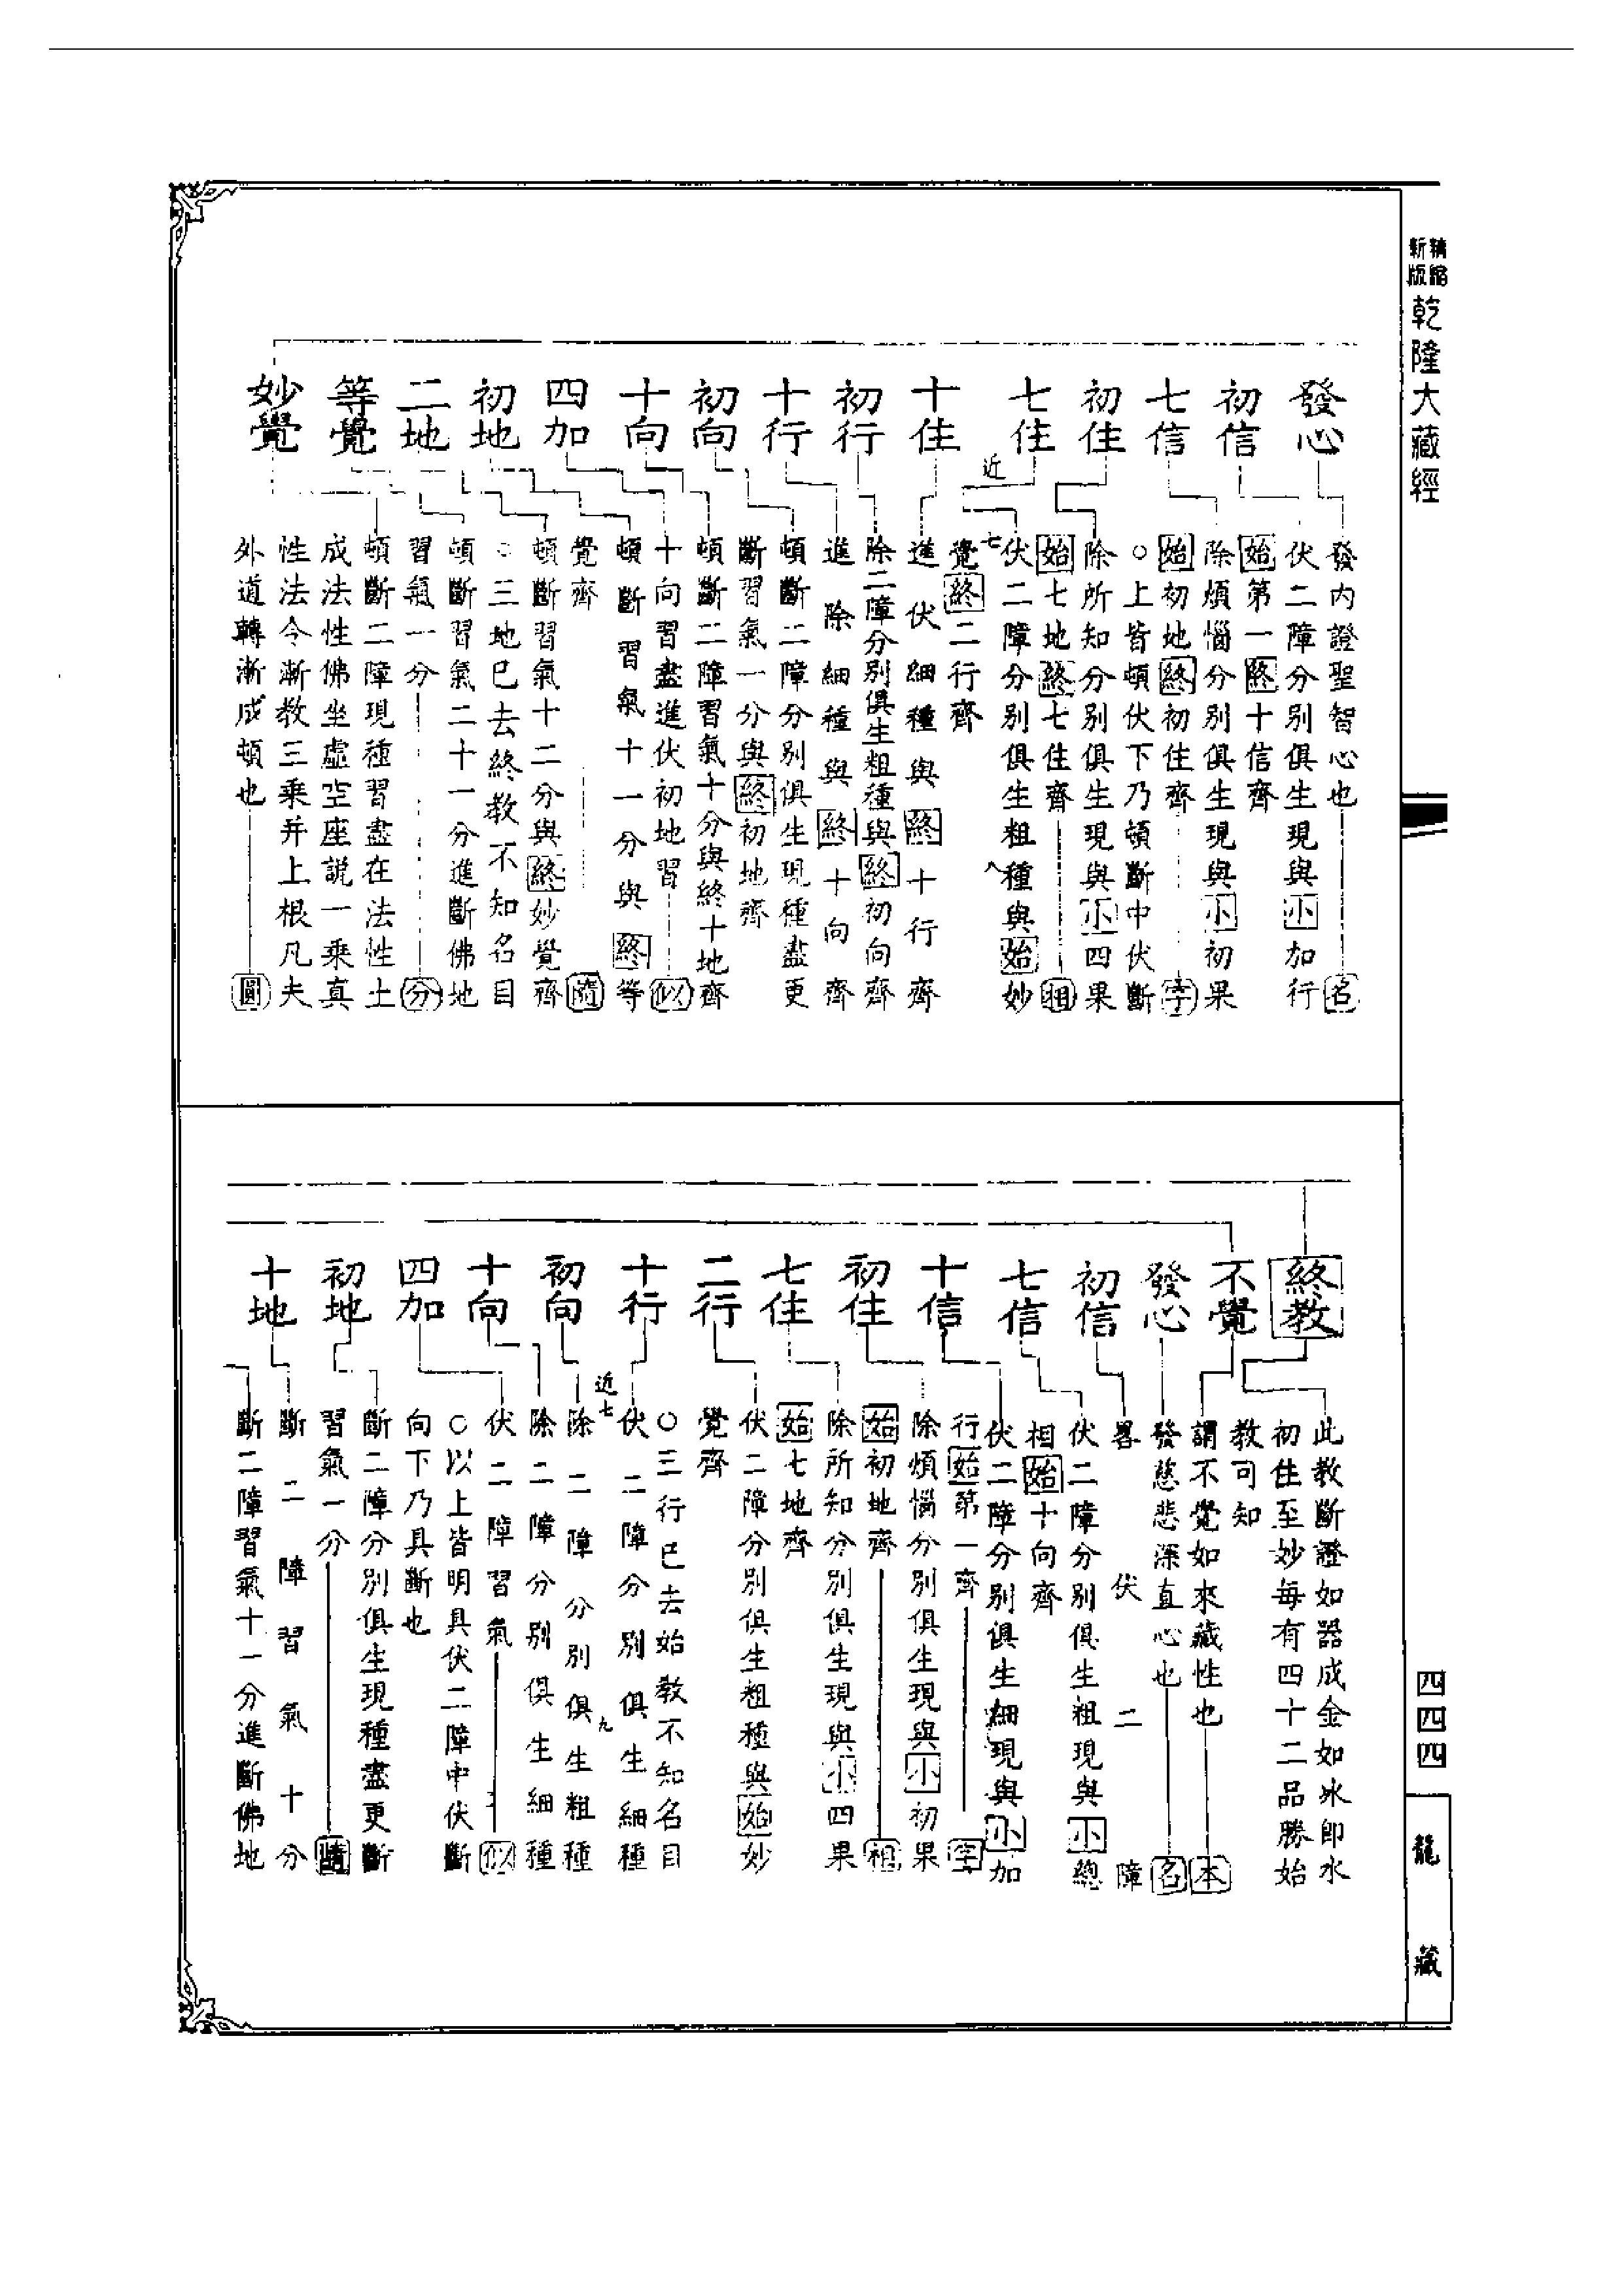 精縮
新版
乾隆大藏經
四四四
龍藏
發心
初信
七信
初住
七住
十住
初行
十行
初向
十向
四加
初地
二地
等覺
妙覺
發內證聖智心也 名
伏二障分別俱生現與小加行
始第一終十信齊
除煩惱分別俱生現與小初果
始初地終初住齊 字
○上皆頓伏下乃頓斷中伏斷
除所知分別俱生現與小四果
始七地終七住齊 相
近
七
八
伏二障分別俱生粗種與始妙
覺終二行齊
進伏細種與終十行齊
除二障分別俱生粗種與終初向齊
進除細種與終十向齊
頓斷二障分別俱生現種盡更
斷習氣一分與終初地齊
頓斷二障習氣十分與終十地齊
十向習盡進伏初地習 似
頓斷習氣十一分與終等
覺齊 隨
頓斷習氣十二分與終妙覺齊
○三地已去終教不知名目
頓斷習氣二十一分進斷佛地
習氣一分 分
頓斷二障現種習盡在法性土
成法性佛坐虛空座說一乘真
性法今漸教三乘并上根凡夫
外道轉漸成頓也 圓
終教
不覺
發心
初信
七信
十信
初住
七住
二行
十行
初向
十向
四加
初地
十地
此教斷證如器成金如冰即水
初住至妙每有四十二品勝始
教可知
謂不覺如來藏性也 本
發慈悲深直心也 名
畧伏二障
伏二障分別俱生粗現與小總
相始十向齊
伏二障分別俱生細現與小加
行始第一齊 字
除煩惱分別俱生現與小初果
始初地齊 相
除所知分別俱生現與小四果
始七地齊
伏二障分別俱生粗種與始妙
覺齊
○三行已去始教不知名目
伏二障分別俱生細種
近
七
九
除二障分別俱生粗種
除二障分別俱生細種
伏二障習氣 似
○以上皆明具伏二障中伏斷
向下乃具斷也
斷二障分別俱生現種盡更斷
習氣一分 隨
斷二障習氣十分
斷二障習氣十一分進斷佛地